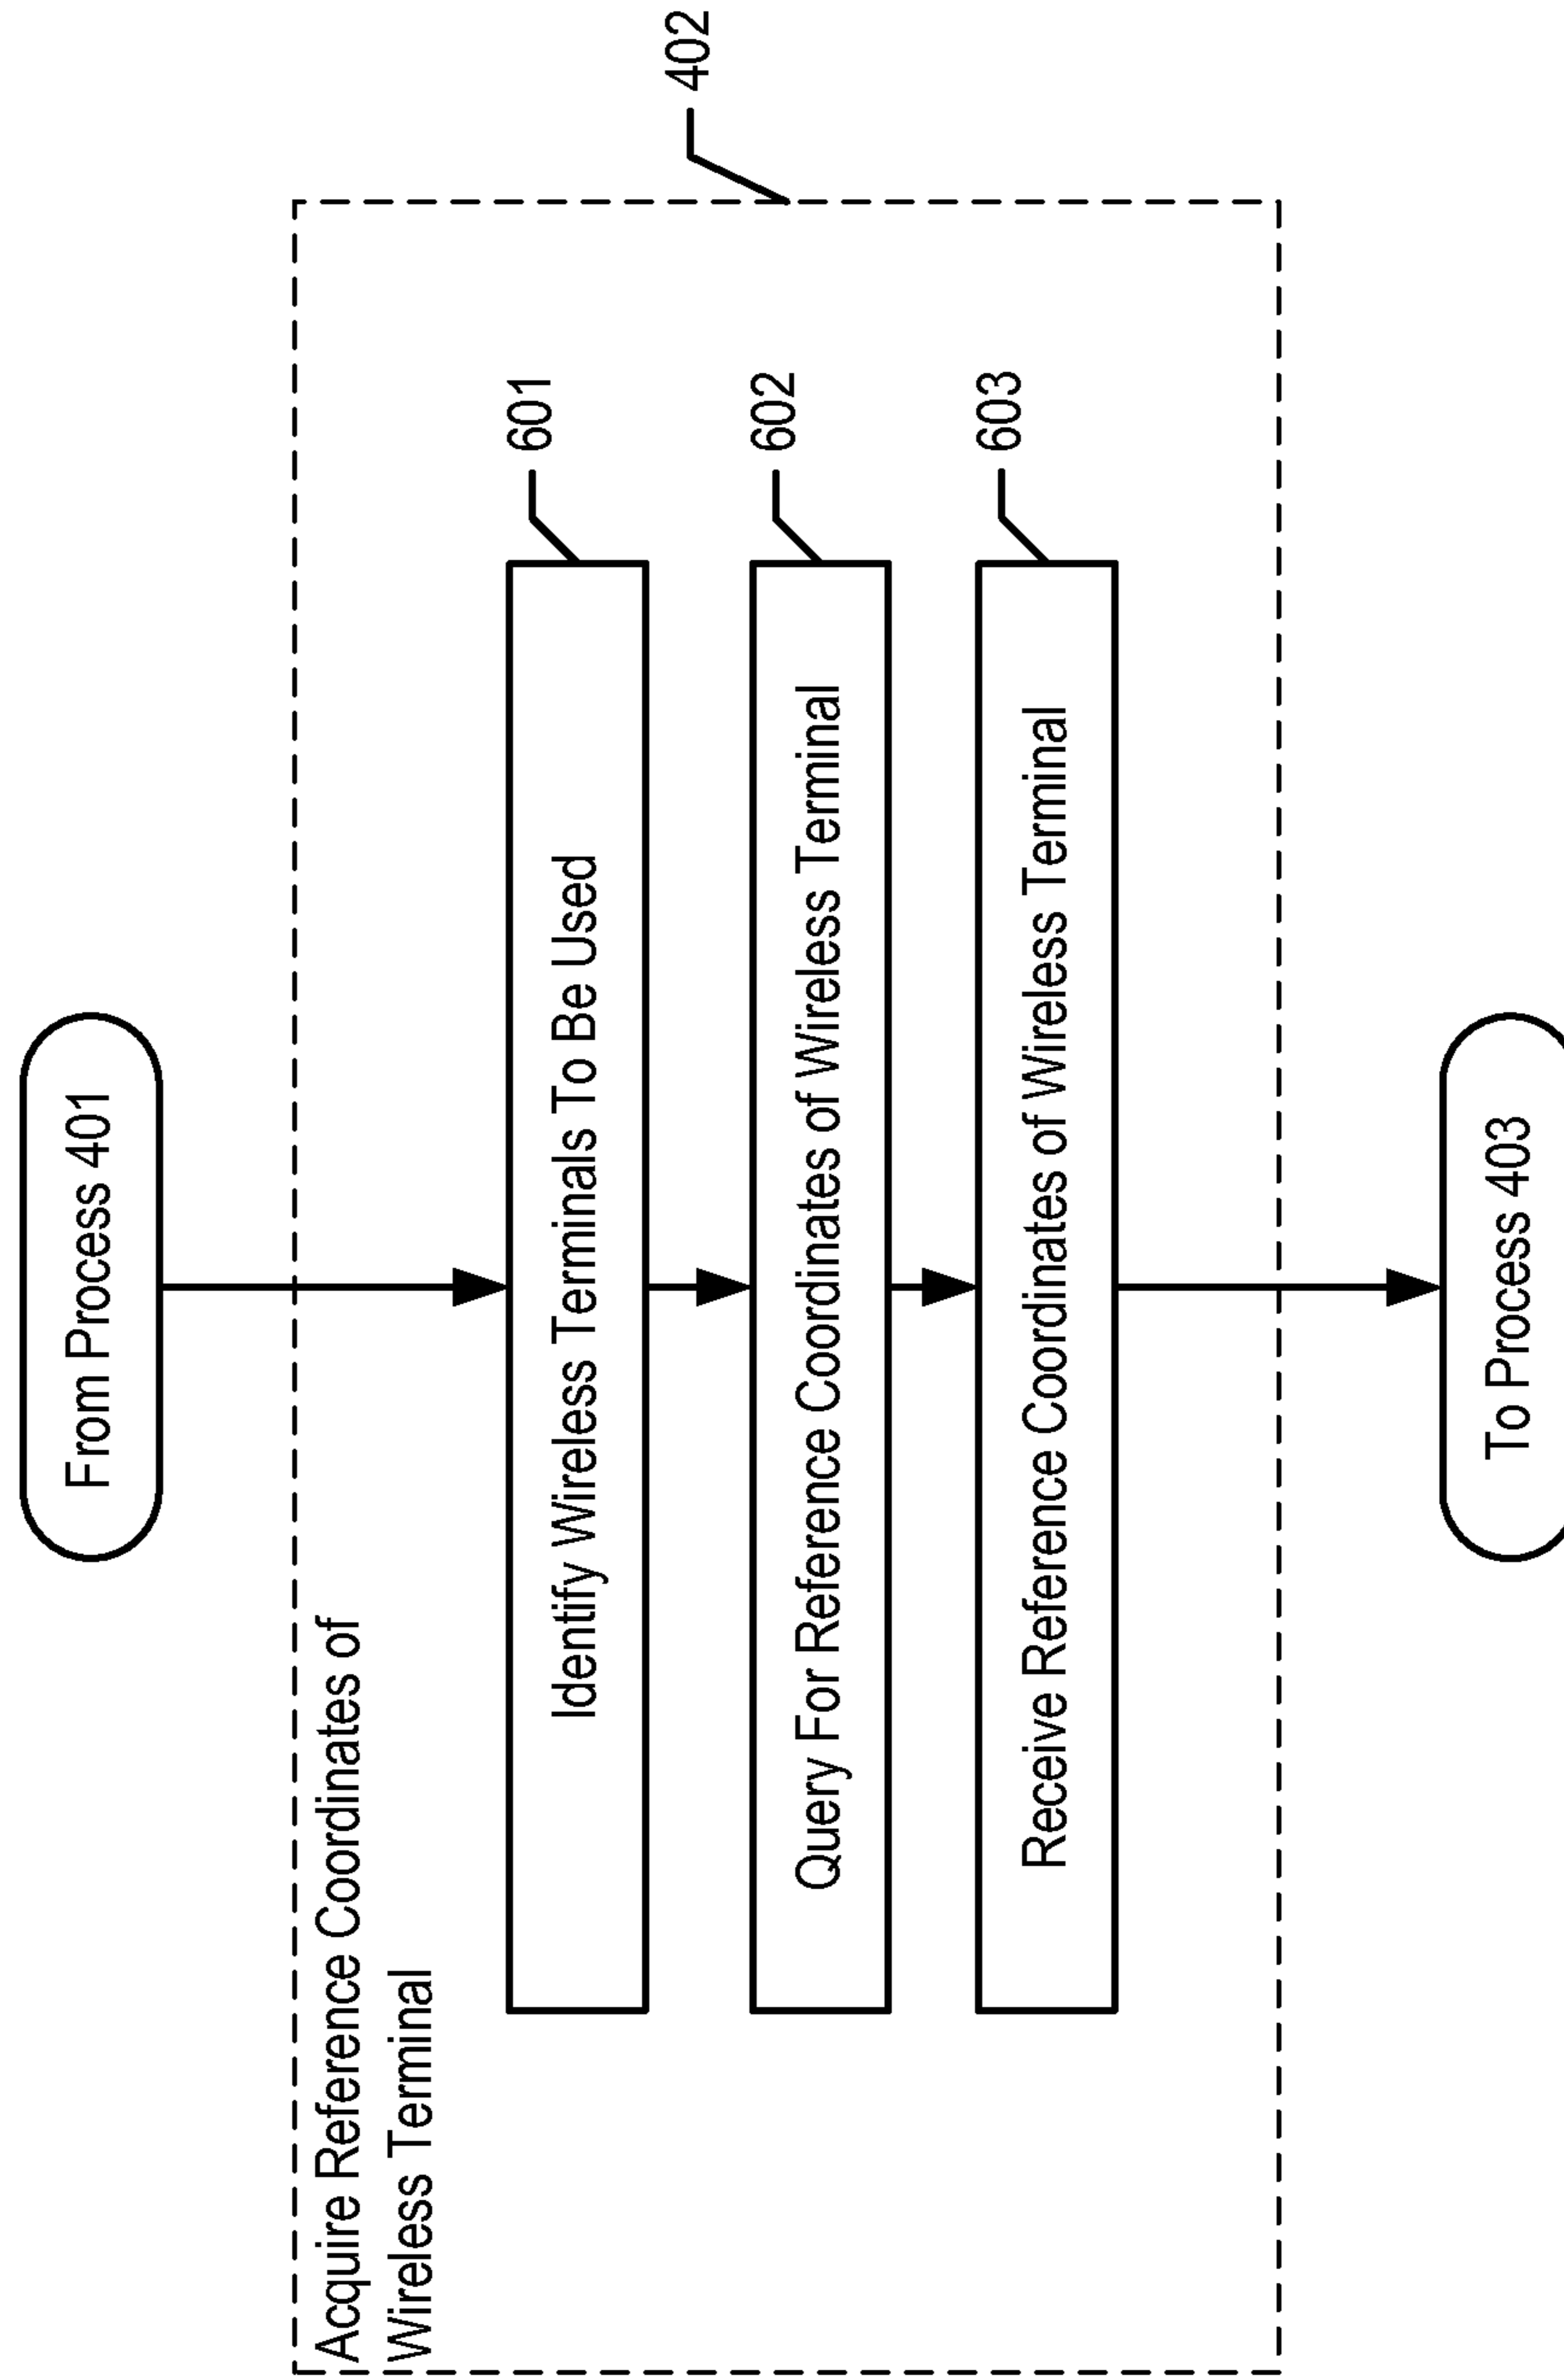 From Process 401
402
Acquire Reference Coordinates of
Wireless Terminal
601
Identify Wireless Terminals To Be Used
602
Query For Reference Coordinates of Wireless Terminal
603
Receive Reference Coordinates of Wireless Terminal
To Process 403